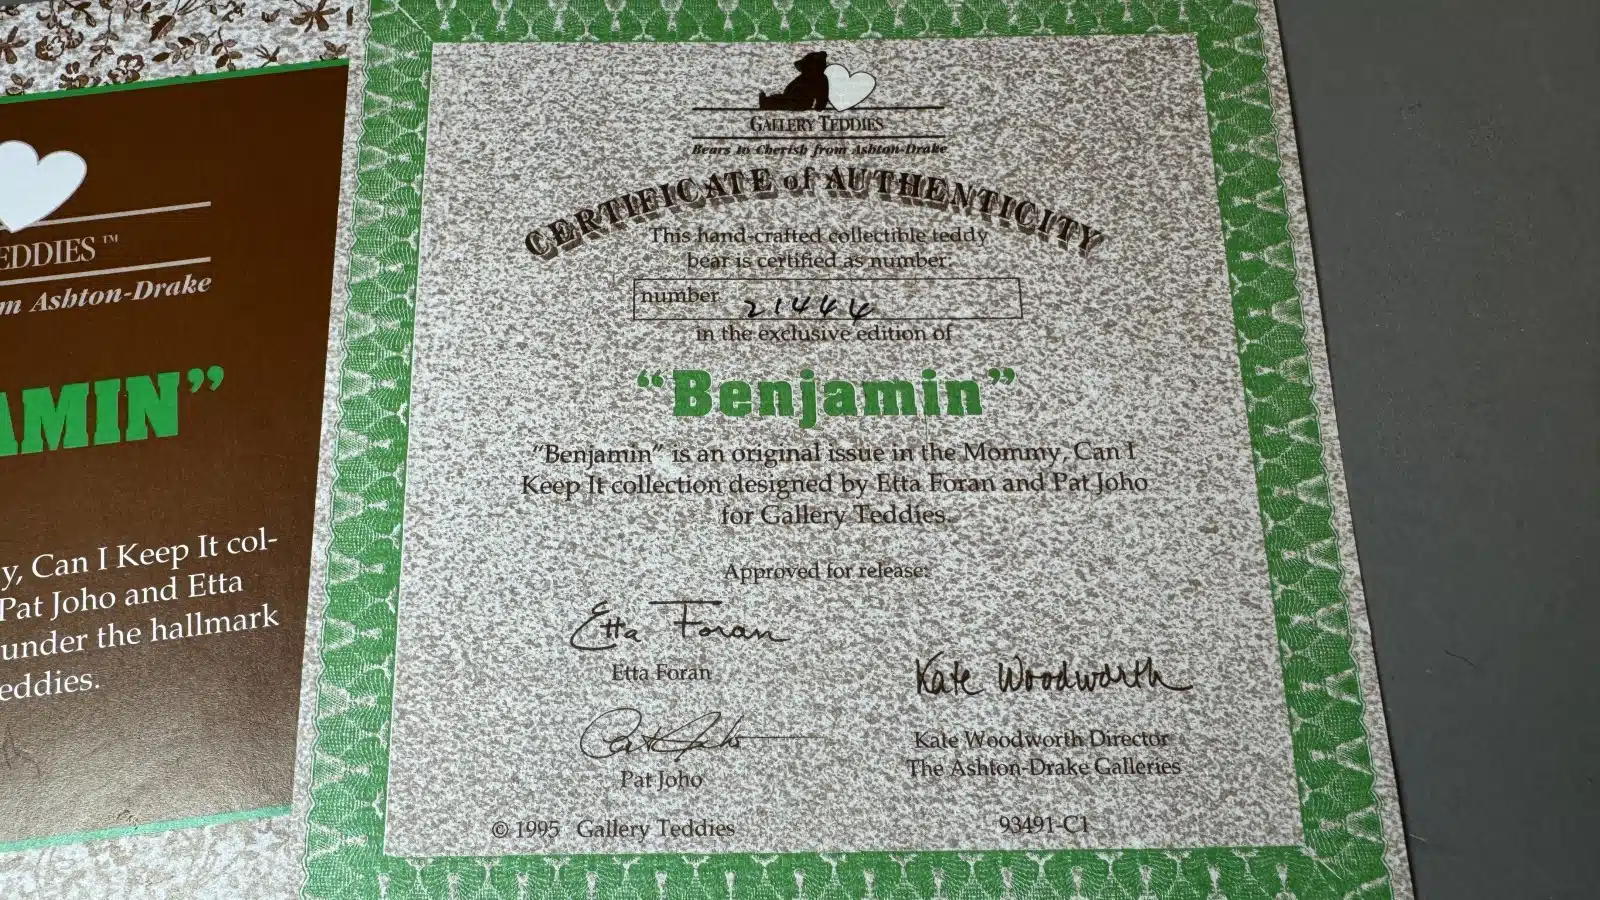 EDDIES ™
m Ashton-Drake
AMIN”
y, Can I Keep It col-
Pat Joho and Etta
under the hallmark
eddies.
GALLERY TEDDIES
Bears to Cherish from Ashton-Drake
CERTIFICATE of AUTHENTICITY
This hand-crafted collectible teddy
bear is certified as number:
number 21444
in the exclusive edition of
“Benjamin”
“Benjamin” is an original issue in the Mommy, Can I
Keep It collection designed by Etta Foran and Pat Joho
for Gallery Teddies.
Approved for release:
Etta Foran
Etta Foran
Pat Joho
Pat Joho
Kate Woodworth
Kate Woodworth Director
The Ashton-Drake Galleries
© 1995 Gallery Teddies
93491-C1